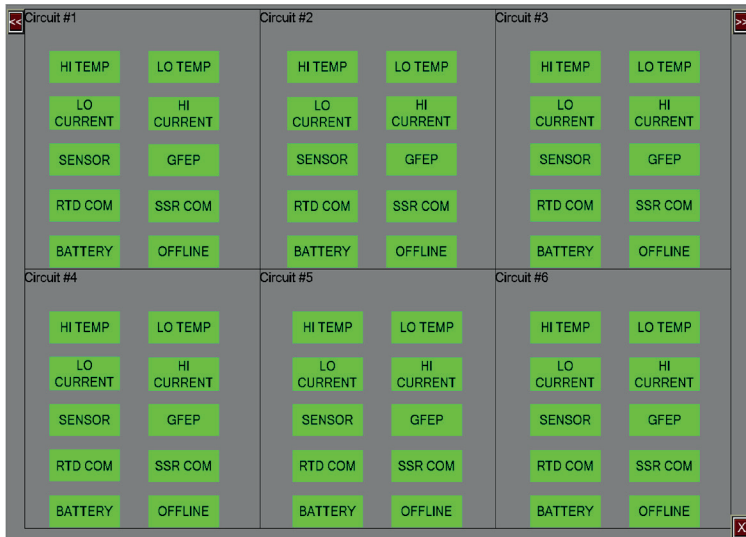 << Circuit #1 Circuit #2 Circuit #3 >>
HI TEMP LO TEMP HI TEMP LO TEMP HI TEMP LO TEMP
LO HI LO HI LO HI
CURRENT CURRENT CURRENT CURRENT CURRENT CURRENT
SENSOR GFEP SENSOR GFEP SENSOR GFEP
RTD COM SSR COM RTD COM SSR COM RTD COM SSR COM
BATTERY OFFLINE BATTERY OFFLINE BATTERY OFFLINE
Circuit #4 Circuit #5 Circuit #6
HI TEMP LO TEMP HI TEMP LO TEMP HI TEMP LO TEMP
LO HI LO HI LO HI
CURRENT CURRENT CURRENT CURRENT CURRENT CURRENT
SENSOR GFEP SENSOR GFEP SENSOR GFEP
RTD COM SSR COM RTD COM SSR COM RTD COM SSR COM
BATTERY OFFLINE BATTERY OFFLINE BATTERY OFFLINE
X